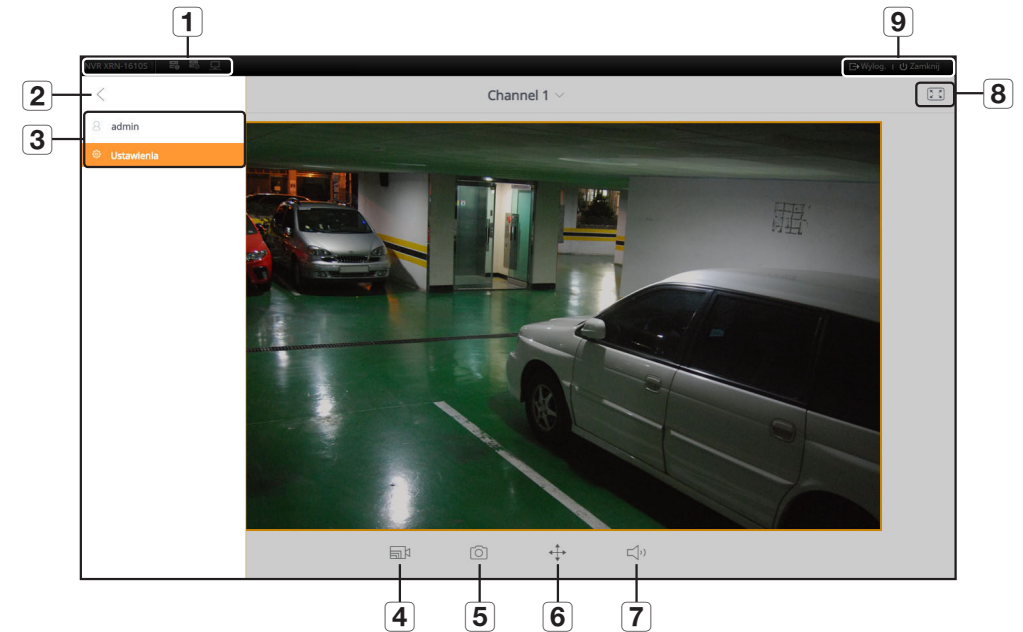 1
9
NVR XRN-1610S
Wylog. | Zamknij
2
Channel 1
8
3
admin
Ustawienia
4
5
6
7